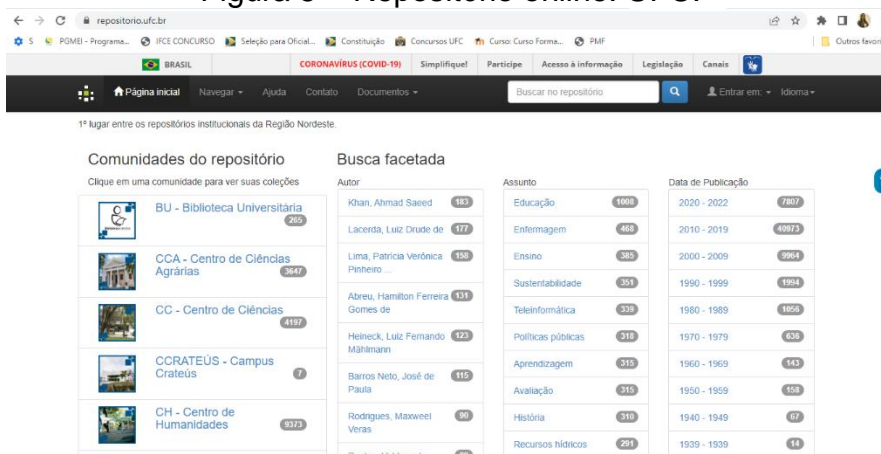 repositorio.ufc.br
S
PGMEI - Programa...
IFCE CONCURSO
Seleção para Oficial...
Constituição
Concursos UFC
Curso: Curso Forma...
PMF
Outros favori
BRASIL
CORONAVÍRUS (COVID-19)
Simplifique!
Participe
Acesso à informação
Legislação
Canais
Página inicial
Navegar
Ajuda
Contato
Documentos
Buscar no repositório
Entrar em:
Idioma
1º lugar entre os repositórios institucionais da Região Nordeste.
Comunidades do repositório
Clique em uma comunidade para ver suas coleções
BU - Biblioteca Universitária
265
CCA - Centro de Ciências
Agrárias 3647
CC - Centro de Ciências
4197
CCRATEÚS - Campus
Crateús 7
CH - Centro de
Humanidades 9373
Busca facetada
Autor
Khan, Ahmad Saeed 183
Lacerda, Luiz Drude de 177
Lima, Patrícia Verônica 158
Pinheiro ...
Abreu, Hamilton Ferreira 131
Gomes de
Heineck, Luiz Fernando 123
Mählmann
Barros Neto, José de 115
Paula
Rodrigues, Maxweel 90
Veras
Assunto
Educação 1008
Enfermagem 468
Ensino 385
Sustentabilidade 351
Teleinformática 339
Políticas públicas 318
Aprendizagem 315
Avaliação 315
História 310
Recursos hídricos 291
Data de Publicação
2020 - 2022 7807
2010 - 2019 40973
2000 - 2009 9964
1990 - 1999 1994
1980 - 1989 1056
1970 - 1979 636
1960 - 1969 143
1950 - 1959 158
1940 - 1949 67
1939 - 1939 14